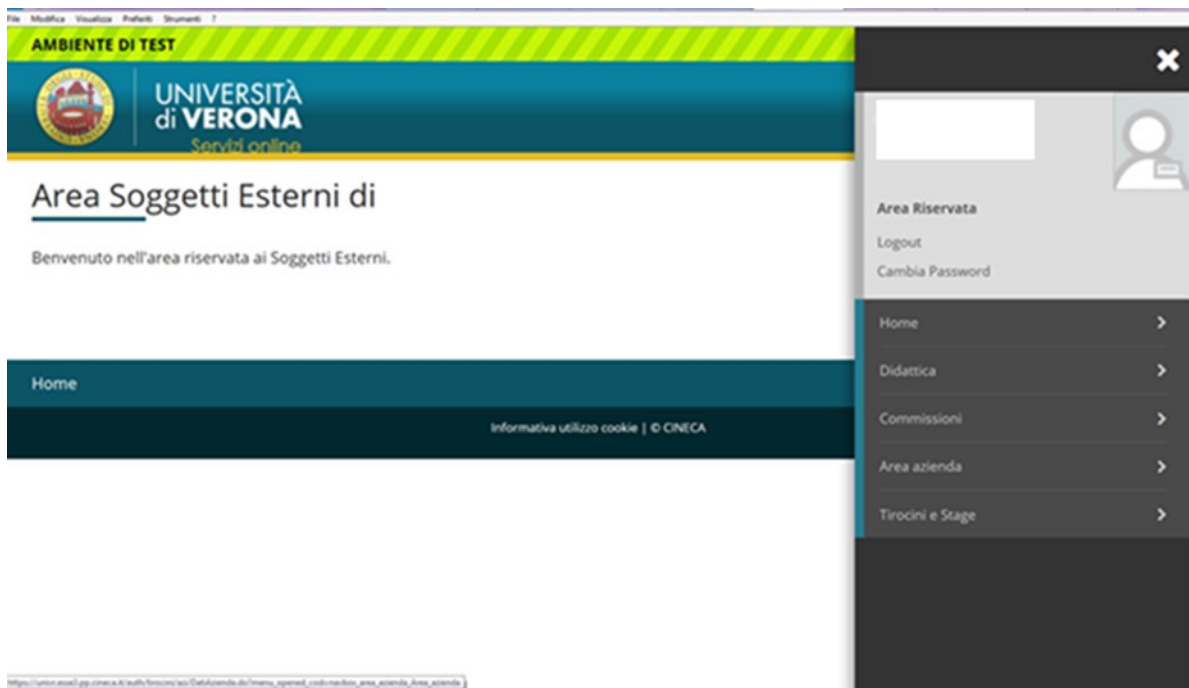 File Modifica Visualizza Preferiti Strumenti ?
AMBIENTE DI TEST
UNIVERSITÀ
di VERONA
Servizi online
Area Soggetti Esterni di
Benvenuto nell'area riservata ai Soggetti Esterni.
Home
Informativa utilizzo cookie | © CINECA
Area Riservata
Logout
Cambia Password
Home
Didattica
Commissioni
Area azienda
Tirocini e Stage